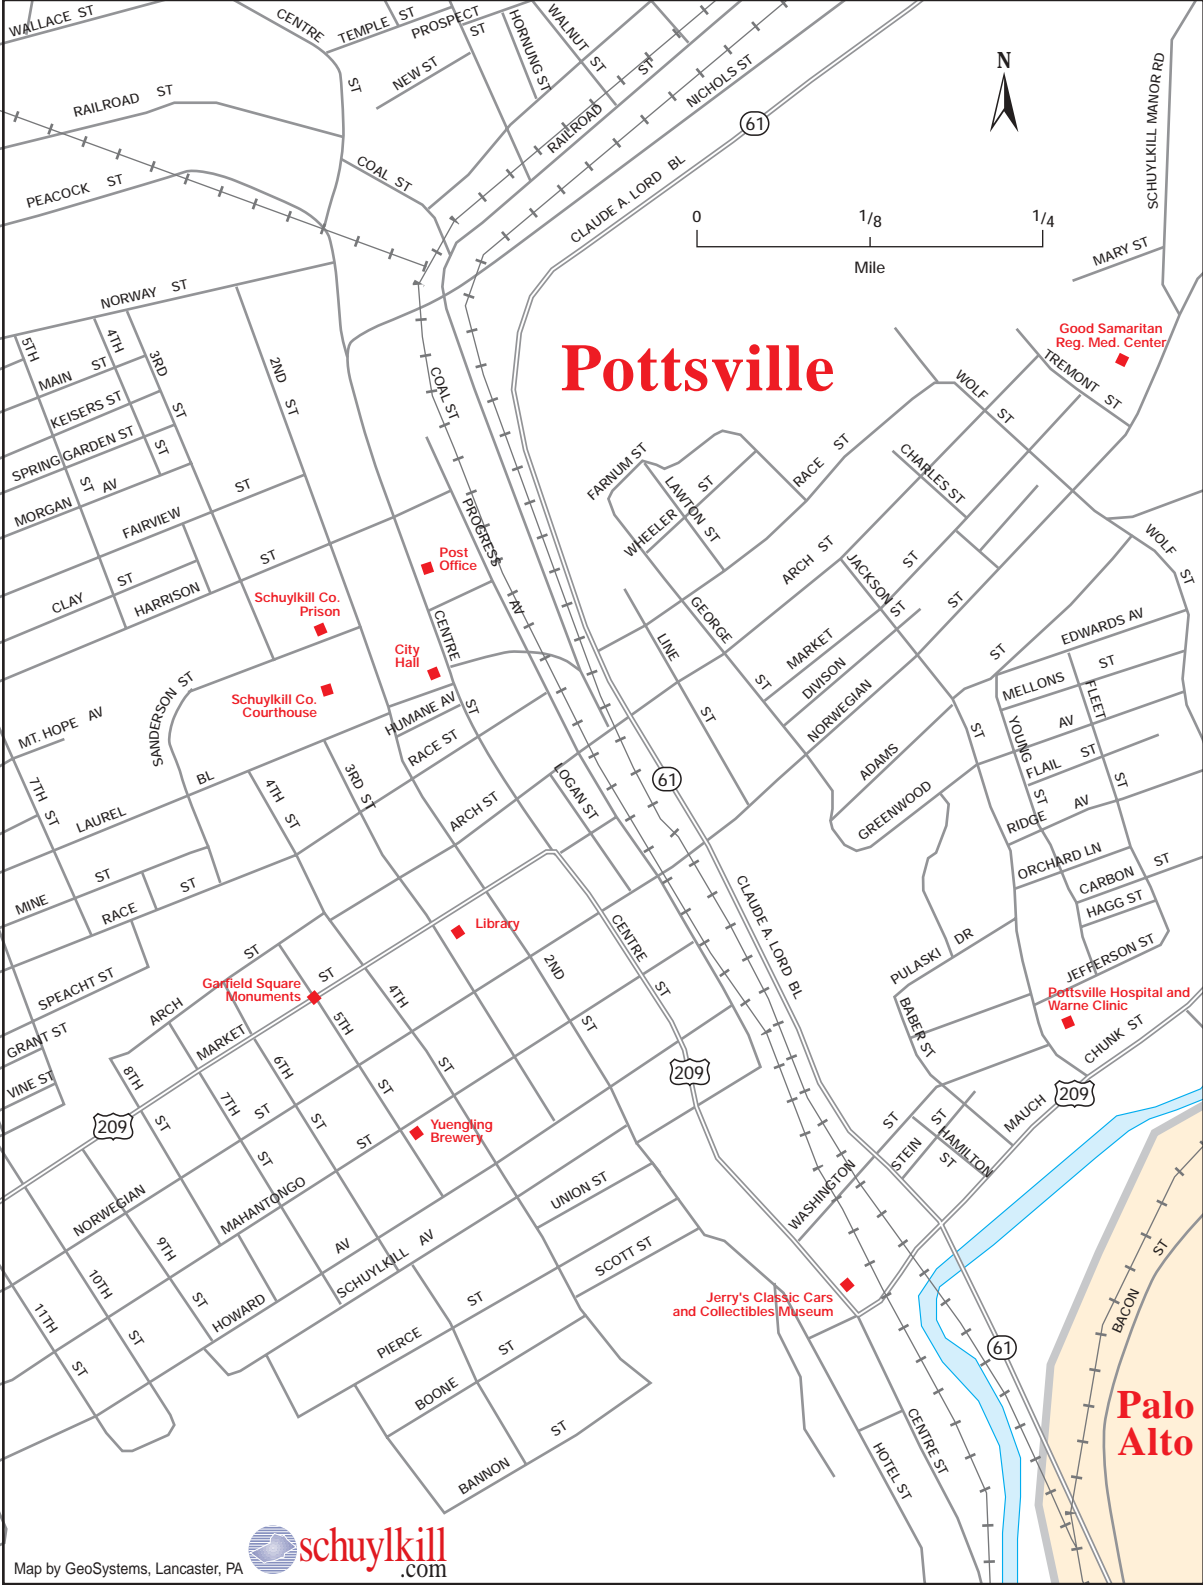 WALLACE ST
CENTRE ST
TEMPLE ST
PROSPECT ST
HORNUNG ST
WALNUT ST
NEW ST
RAILROAD ST
RAILROAD ST
NICHOLS ST
61
CLAUDE A. LORD BL
N
SCHUYLKILL MANOR RD
PEACOCK ST
COAL ST
0 1/8 1/4
Mile
MARY ST
NORWAY ST
Good Samaritan
Reg. Med. Center
Pottsville
5TH ST
4TH ST
3RD ST
2ND ST
MAIN ST
KEISERS ST
SPRING GARDEN ST
MORGAN AV
FAIRVIEW ST
CLAY ST
HARRISON ST
COAL ST
PROGRESS AV
TREMONT ST
WOLF ST
CHARLES ST
RACE ST
FARNUM ST
LAWTON ST
WHEELER ST
ARCH ST
JACKSON ST
GEORGE ST
LINE ST
MARKET ST
DIVISON ST
NORWEGIAN ST
ADAMS ST
GREENWOOD
WOLF ST
EDWARDS AV
MELLONS ST
FLEET ST
YOUNG ST
AV
FLAIL ST
RIDGE AV
ORCHARD LN
CARBON ST
HAGG ST
JEFFERSON ST
PULASKI DR
BABER ST
Pottsville Hospital and
Warne Clinic
MAUCH CHUNK ST
209
Post
Office
Schuylkill Co.
Prison
City
Hall
Schuylkill Co.
Courthouse
CENTRE ST
HUMANE AV
RACE ST
ARCH ST
LOGAN ST
61
SANDERSON ST
MT. HOPE AV
7TH ST
LAUREL BL
4TH ST
3RD ST
MINE ST
RACE ST
SPEACHT ST
GRANT ST
VINE ST
ARCH ST
MARKET ST
Garfield Square
Monuments
Library
CENTRE ST
2ND ST
4TH ST
5TH ST
6TH ST
7TH ST
8TH ST
209
209
CLAUDE A. LORD BL
Yuengling
Brewery
NORWEGIAN ST
MAHANTONGO ST
9TH ST
10TH ST
11TH ST
HOWARD AV
SCHUYLKILL AV
UNION ST
SCOTT ST
PIERCE ST
BOONE ST
BANNON ST
WASHINGTON ST
STEIN ST
HAMILTON ST
Jerry's Classic Cars
and Collectibles Museum
61
CENTRE ST
HOTEL ST
BACON ST
Palo
Alto
Map by GeoSystems, Lancaster, PA
schuylkill
.com